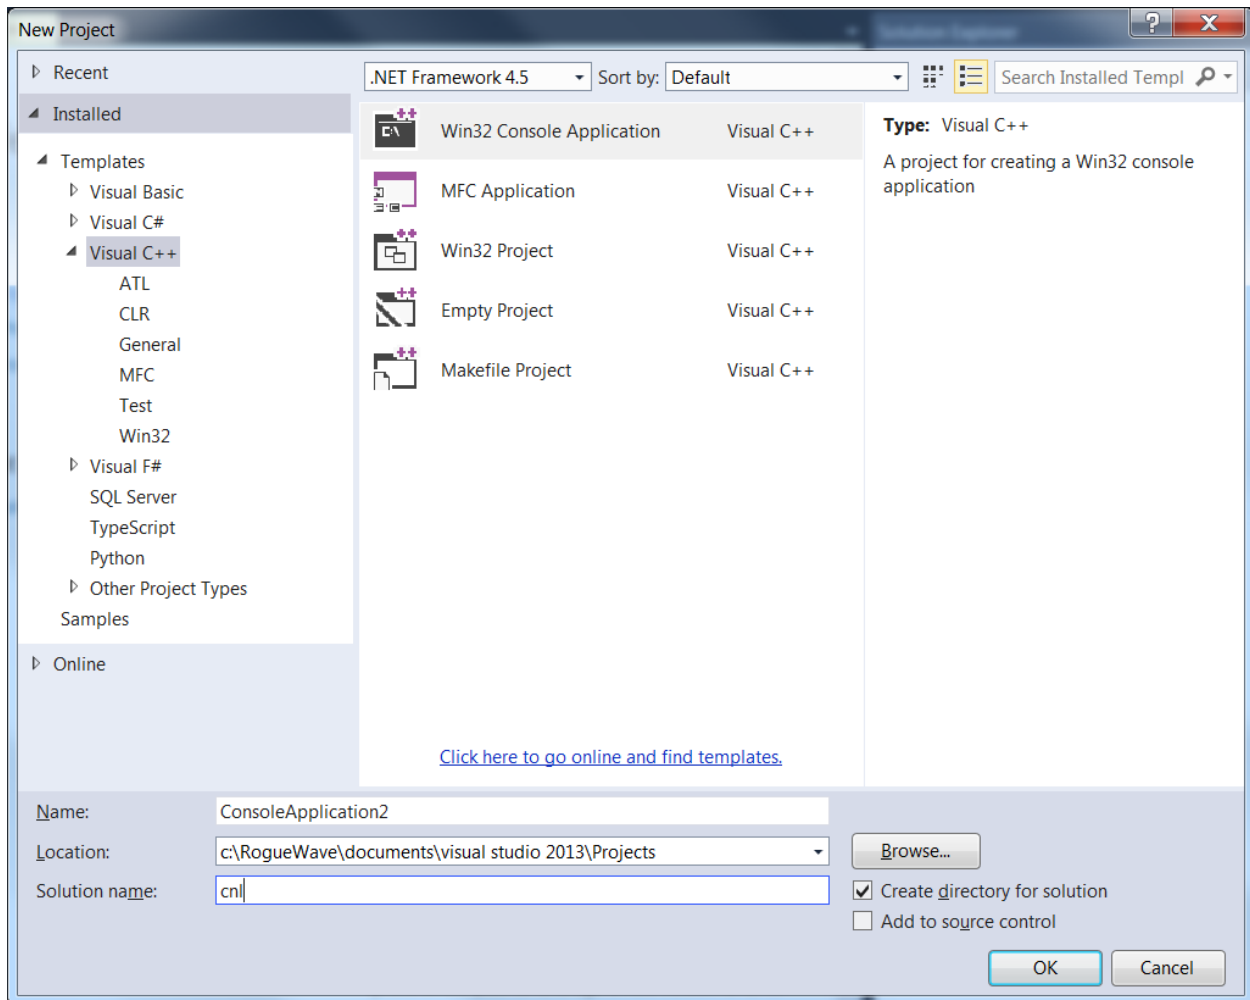 New Project
Solution Explorer
Recent
.NET Framework 4.5 Sort by: Default Search Installed Templ
Installed
Templates
Visual Basic
Visual C#
Visual C++
ATL
CLR
General
MFC
Test
Win32
Visual F#
SQL Server
TypeScript
Python
Other Project Types
Samples
Online
Win32 Console Application Visual C++
MFC Application Visual C++
Win32 Project Visual C++
Empty Project Visual C++
Makefile Project Visual C++
Click here to go online and find templates.
Type: Visual C++
A project for creating a Win32 console
application
Name: ConsoleApplication2
Location: c:\RogueWave\documents\visual studio 2013\Projects Browse...
Solution name: cnl Create directory for solution
Add to source control
OK Cancel